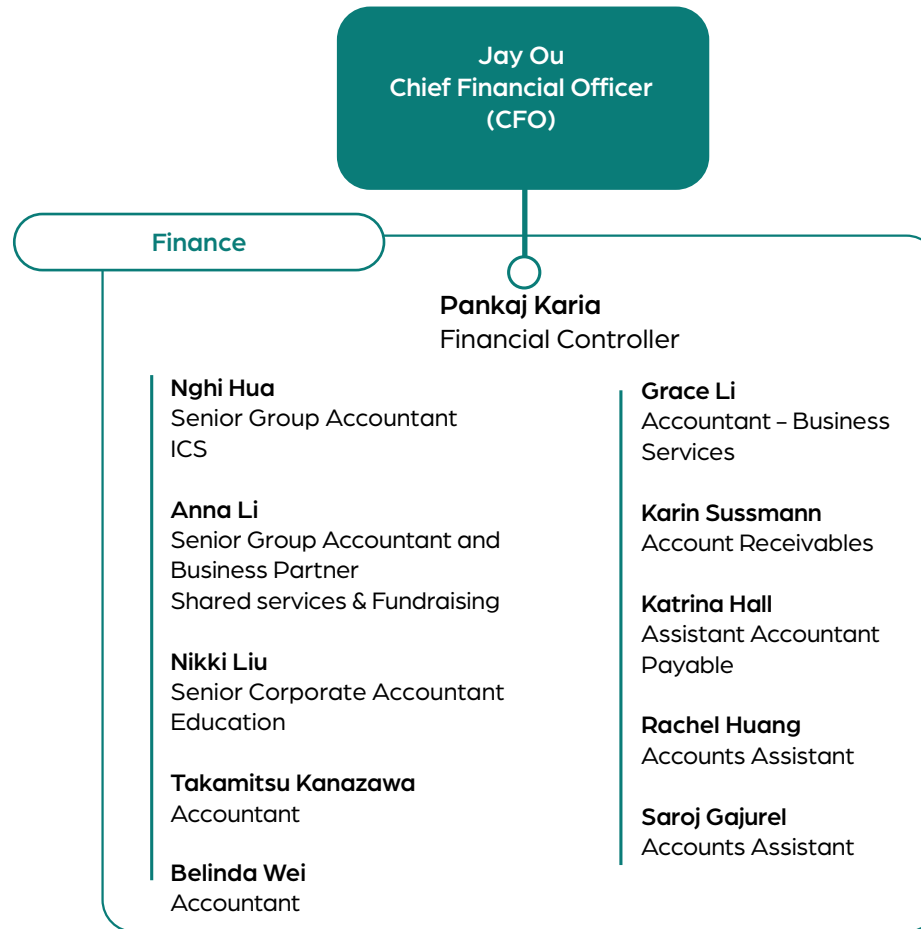 Jay Ou
Chief Financial Officer
(CFO)
Finance
Pankaj Karia
Financial Controller
Nghi Hua
Senior Group Accountant
ICS
Anna Li
Senior Group Accountant and
Business Partner
Shared services & Fundraising
Nikki Liu
Senior Corporate Accountant
Education
Takamitsu Kanazawa
Accountant
Belinda Wei
Accountant
Grace Li
Accountant - Business
Services
Karin Sussmann
Account Receivables
Katrina Hall
Assistant Accountant
Payable
Rachel Huang
Accounts Assistant
Saroj Gajurel
Accounts Assistant